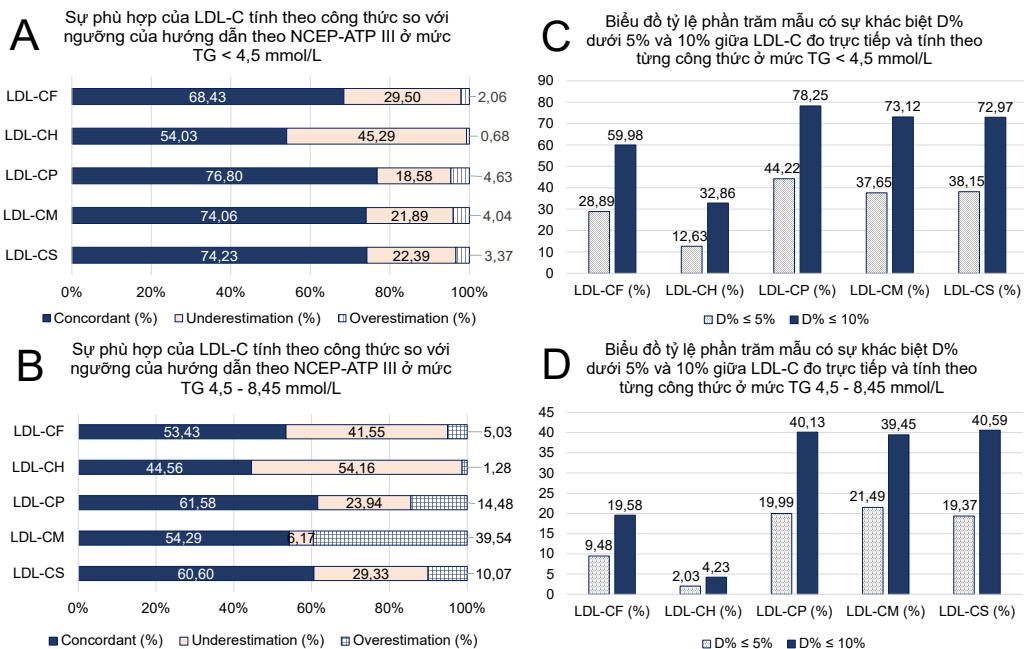 A
Sự phù hợp của LDL-C tính theo công thức so với
ngưỡng của hướng dẫn theo NCEP-ATP III ở mức
TG < 4,5 mmol/L
LDL-CF
68,43 29,50 2,06
LDL-CH
54,03 45,29 0,68
LDL-CP
76,80 18,58 4,63
LDL-CM
74,06 21,89 4,04
LDL-CS
74,23 22,39 3,37
0% 20% 40% 60% 80% 100%
Concordant (%) Underestimation (%) Overestimation (%)
B
Sự phù hợp của LDL-C tính theo công thức so với
ngưỡng của hướng dẫn theo NCEP-ATP III ở mức
TG 4,5 - 8,45 mmol/L
LDL-CF
53,43 41,55 5,03
LDL-CH
44,56 54,16 1,28
LDL-CP
61,58 23,94 14,48
LDL-CM
54,29 6,17 39,54
LDL-CS
60,60 29,33 10,07
0% 20% 40% 60% 80% 100%
Concordant (%) Underestimation (%) Overestimation (%)
C
Biểu đồ tỷ lệ phần trăm mẫu có sự khác biệt D%
dưới 5% và 10% giữa LDL-C đo trực tiếp và tính theo
từng công thức ở mức TG < 4,5 mmol/L
90
80
70
60
50
40
30
20
10
0
28,89 59,98
12,63 32,86
44,22 78,25
37,65 73,12
38,15 72,97
LDL-CF (%) LDL-CH (%) LDL-CP (%) LDL-CM (%) LDL-CS (%)
D% ≤ 5% D% ≤ 10%
D
Biểu đồ tỷ lệ phần trăm mẫu có sự khác biệt D%
dưới 5% và 10% giữa LDL-C đo trực tiếp và tính theo
từng công thức ở mức TG 4,5 - 8,45 mmol/L
45
40
35
30
25
20
15
10
5
0
9,48 19,58
2,03 4,23
19,99 40,13
21,49 39,45
19,37 40,59
LDL-CF (%) LDL-CH (%) LDL-CP (%) LDL-CM (%) LDL-CS (%)
D% ≤ 5% D% ≤ 10%